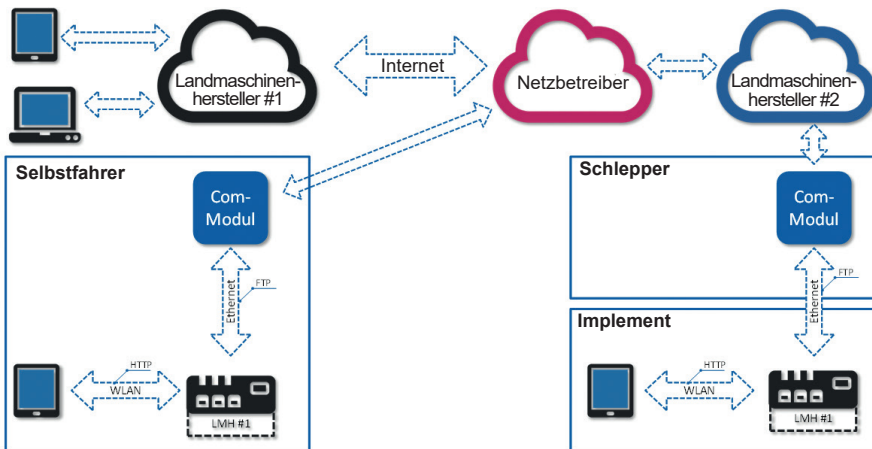 Landmaschinen-
hersteller #1
Internet
Netzbetreiber
Landmaschinen-
hersteller #2
Selbstfahrer
Com-
Modul
Ethernet
FTP
HTTP
WLAN
LMH #1
Schlepper
Com-
Modul
FTP
Ethernet
Implement
HTTP
WLAN
LMH #1